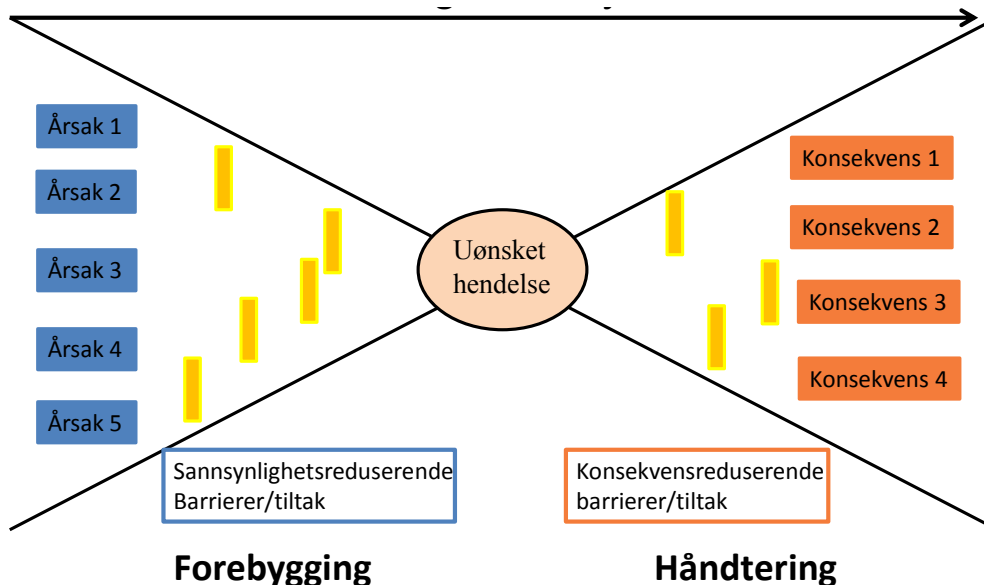 Årsak 1
Årsak 2
Årsak 3
Årsak 4
Årsak 5
Uønsket
hendelse
Konsekvens 1
Konsekvens 2
Konsekvens 3
Konsekvens 4
Sannsynlighetsreduserende
Barrierer/tiltak
Konsekvensreduserende
barrierer/tiltak
Forebygging
Håndtering